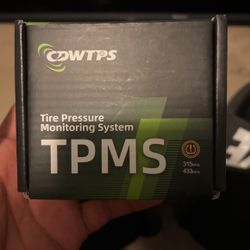 CDWTPS
Tire Pressure
Monitoring System
TPMS
315MHz
433MHz